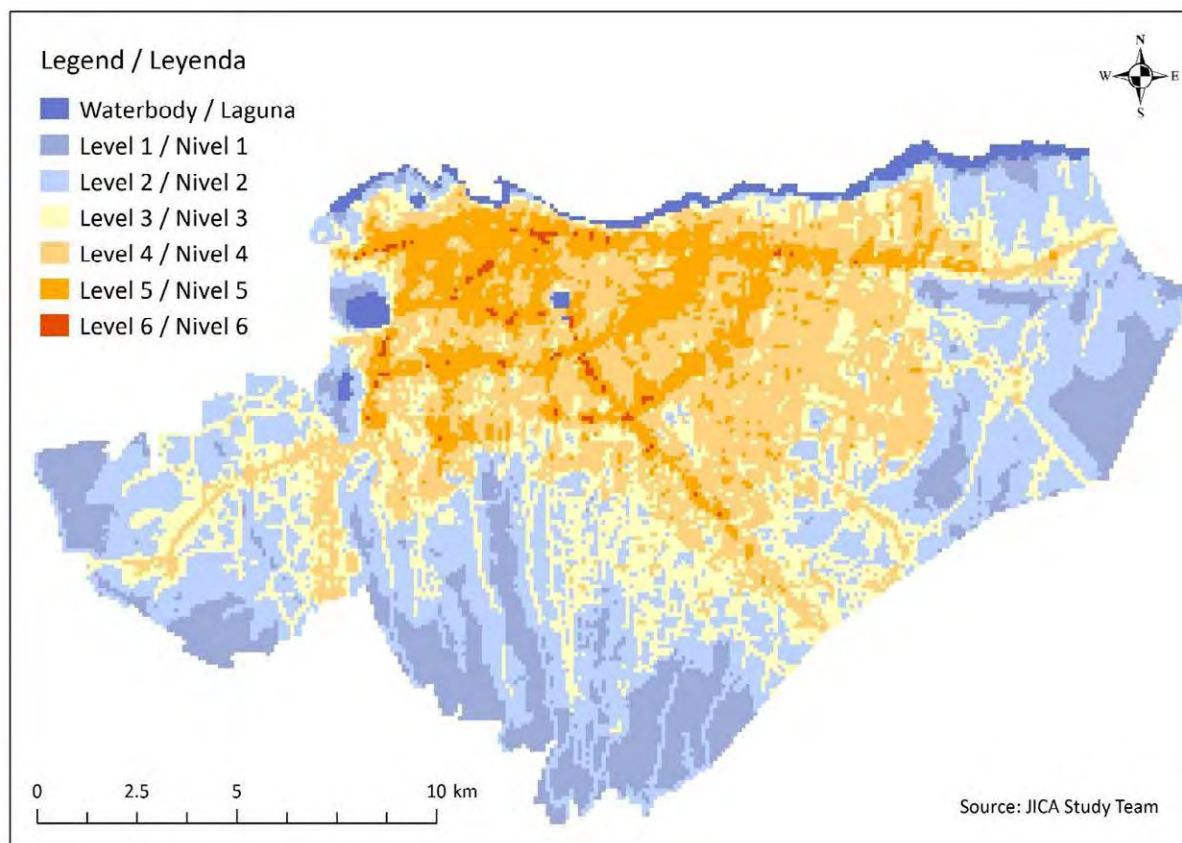 Legend / Leyenda
Waterbody / Laguna
Level 1 / Nivel 1
Level 2 / Nivel 2
Level 3 / Nivel 3
Level 4 / Nivel 4
Level 5 / Nivel 5
Level 6 / Nivel 6
N
W E
S
0 2.5 5 10 km
Source: JICA Study Team